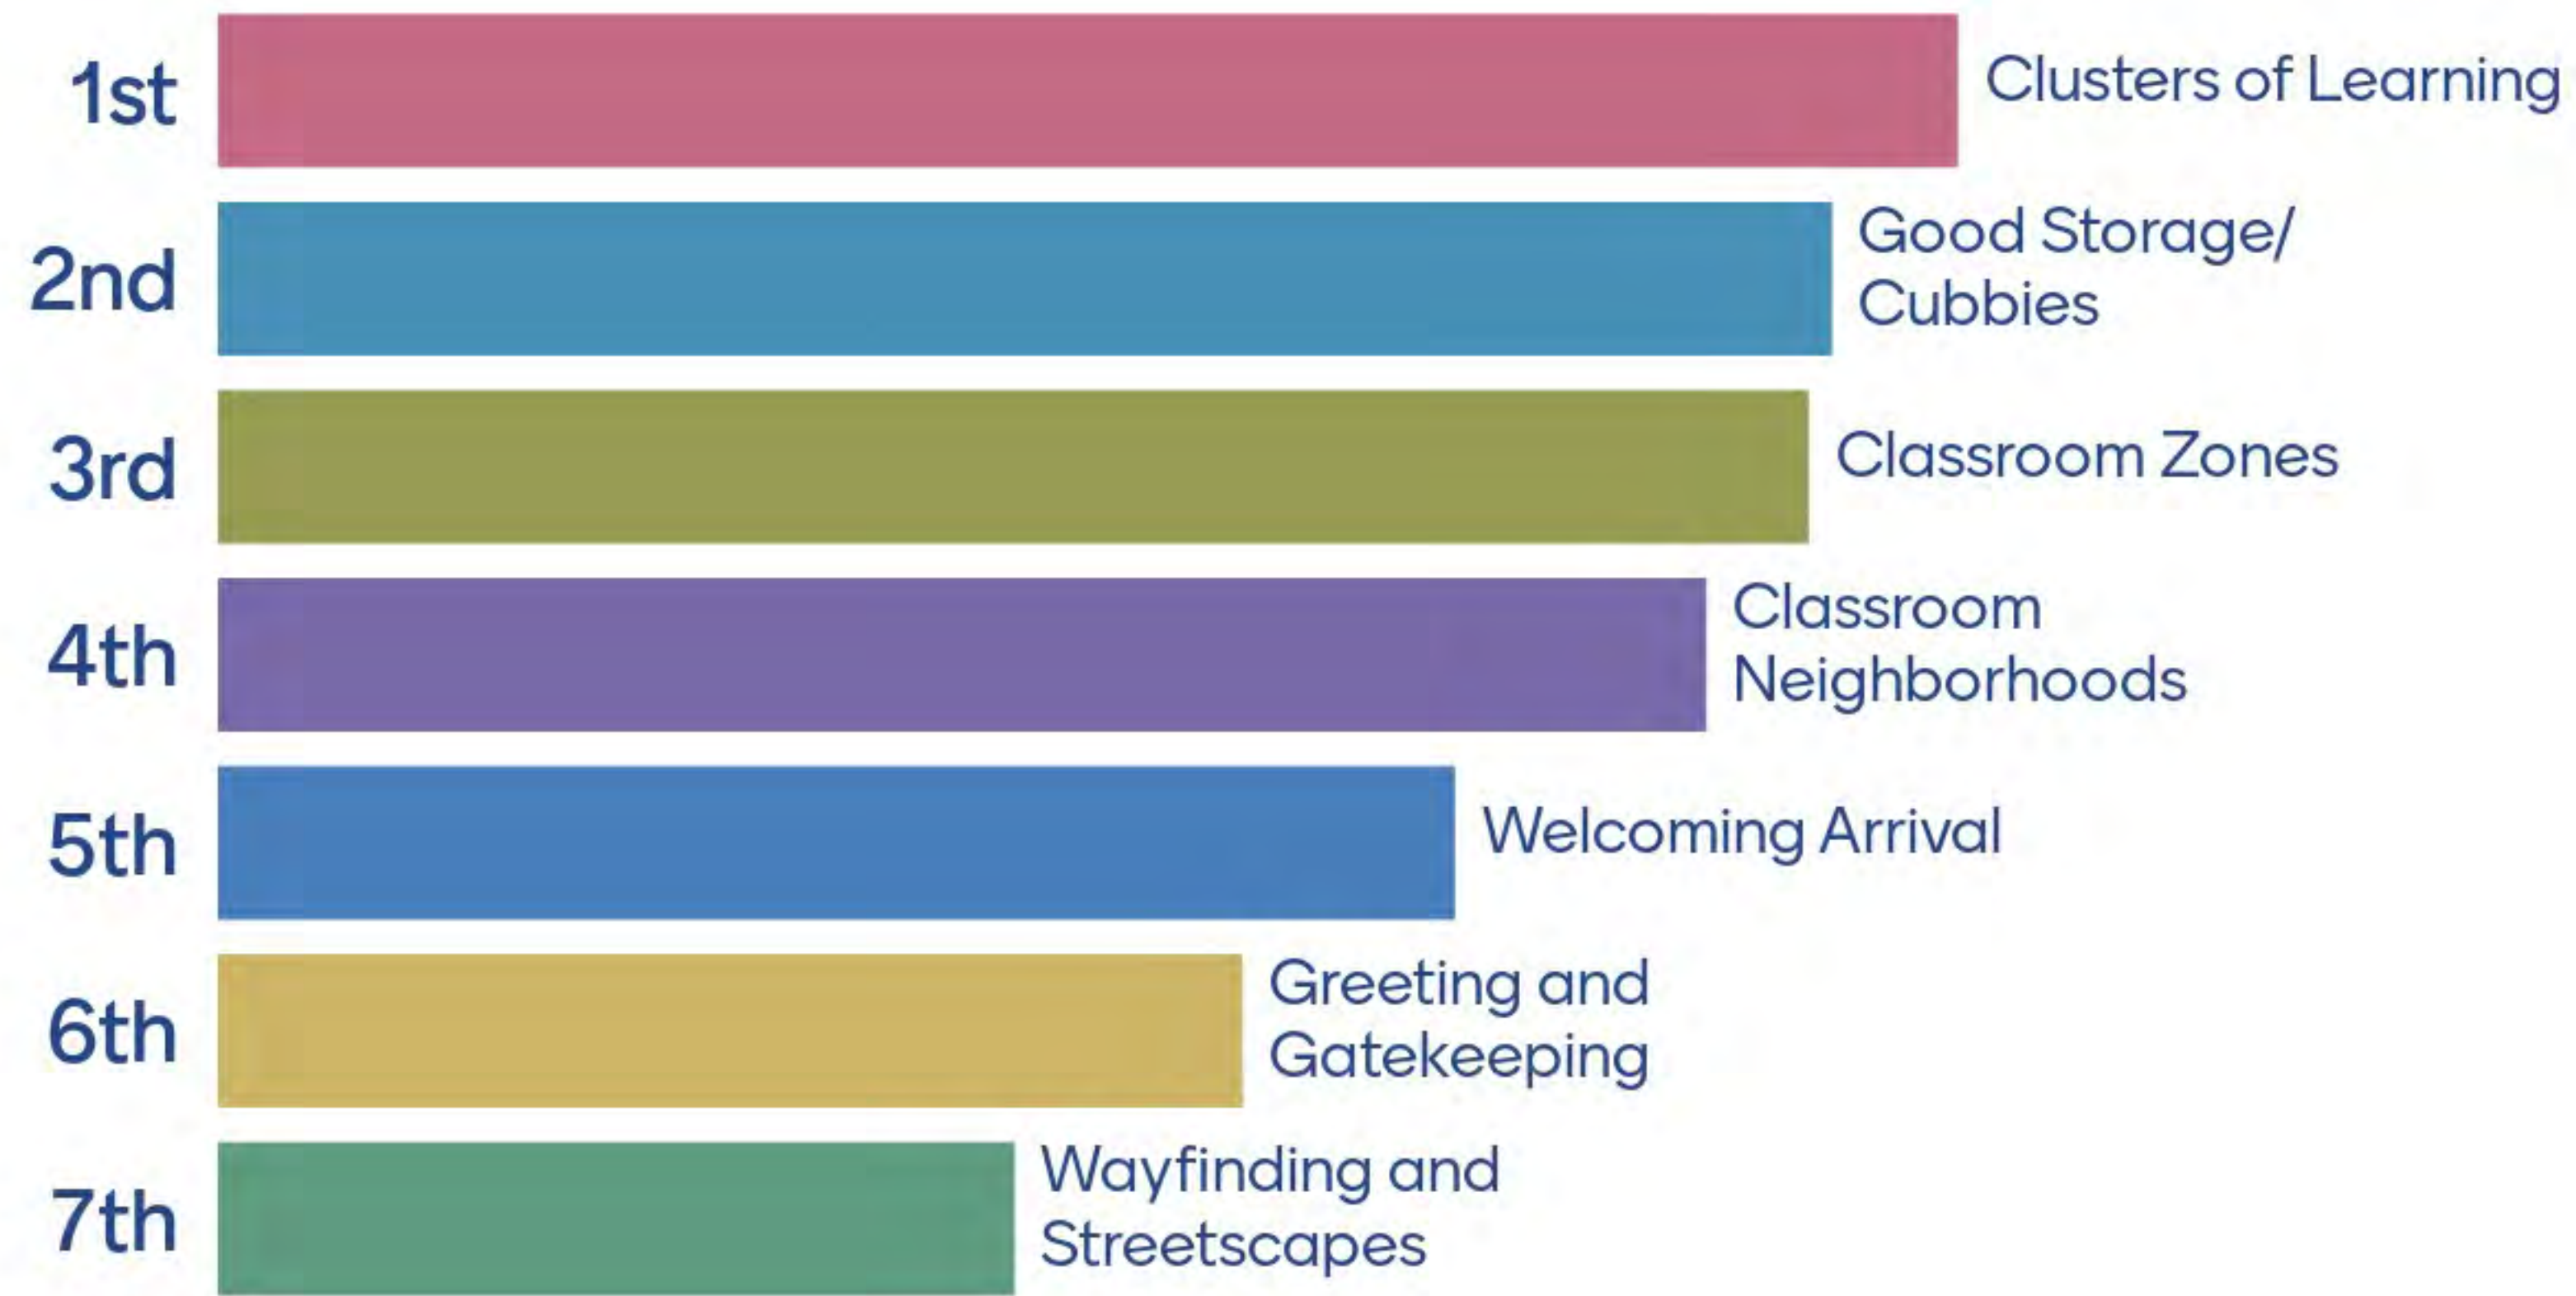 1st
Clusters of Learning
2nd
Good Storage/
Cubbies
3rd
Classroom Zones
4th
Classroom
Neighborhoods
5th
Welcoming Arrival
6th
Greeting and
Gatekeeping
7th
Wayfinding and
Streetscapes